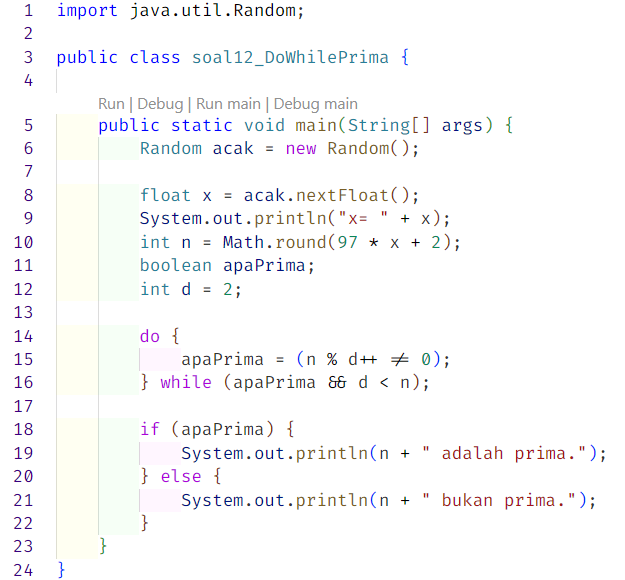 1 import java.util.Random;
2
3 public class soal12_DoWhilePrima {
4
Run | Debug | Run main | Debug main
5 public static void main(String[] args) {
6 Random acak = new Random();
7
8 float x = acak.nextFloat();
9 System.out.println("x= " + x);
10 int n = Math.round(97 * x + 2);
11 boolean apaPrima;
12 int d = 2;
13
14 do {
15 apaPrima = (n % d++ != 0);
16 } while (apaPrima && d < n);
17
18 if (apaPrima) {
19 System.out.println(n + " adalah prima.");
20 } else {
21 System.out.println(n + " bukan prima.");
22 }
23 }
24 }